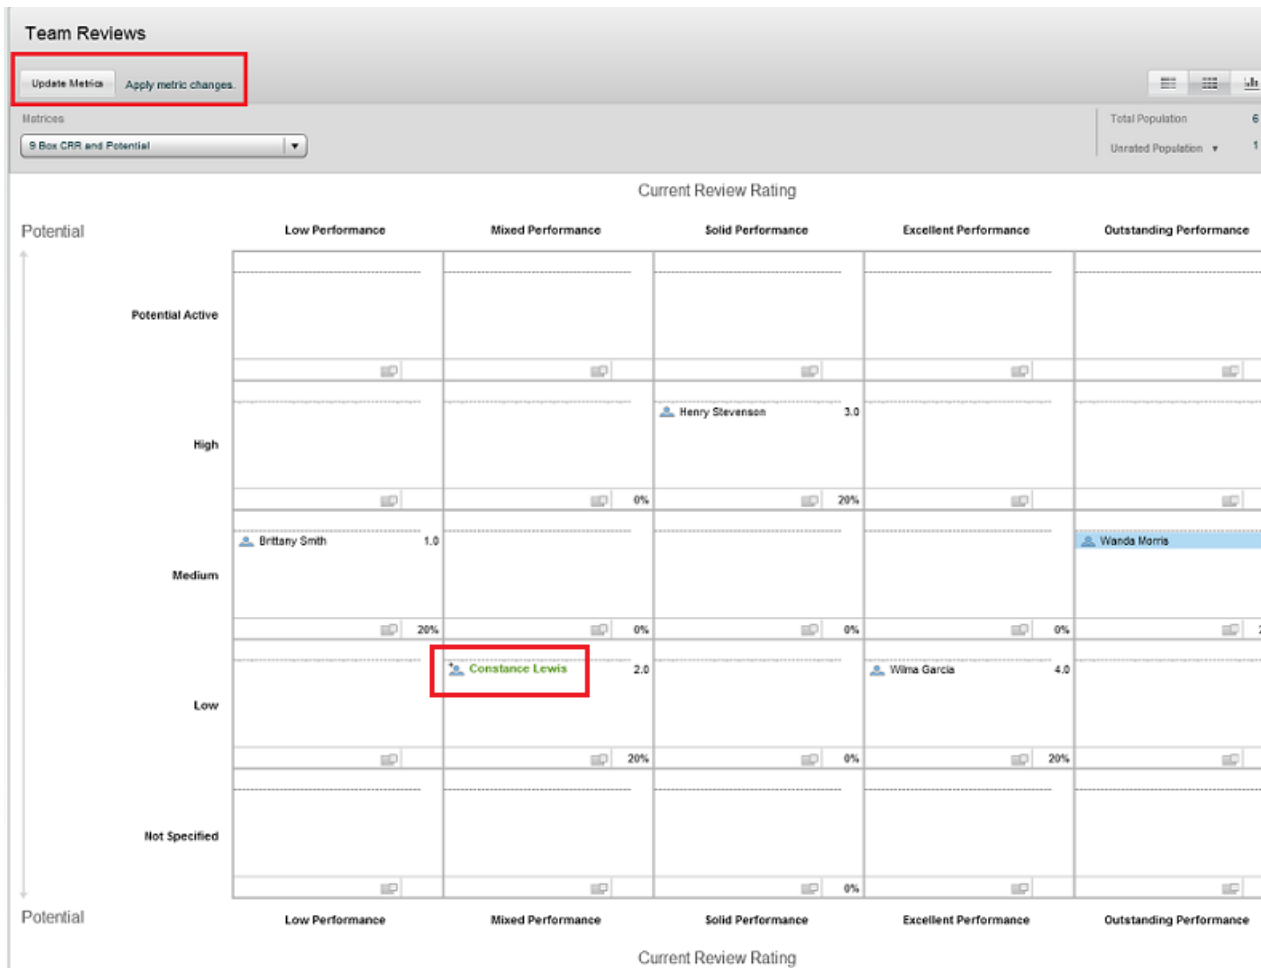 Team Reviews
Update Metrics Apply metric changes.
Matrices
Total Population 6
9 Box CRR and Potential
Unrated Population 1
Current Review Rating
Potential
Low Performance Mixed Performance Solid Performance Excellent Performance Outstanding Performance
Potential Active
Henry Stevenson 3.0
High
0% 20%
Brittany Smith 1.0 Wanda Morris
Medium
20% 0% 0% 0%
Constance Lewis 2.0 Wilma Garcia 4.0
Low
20% 0% 20%
Not Specified
0%
Potential
Low Performance Mixed Performance Solid Performance Excellent Performance Outstanding Performance
Current Review Rating